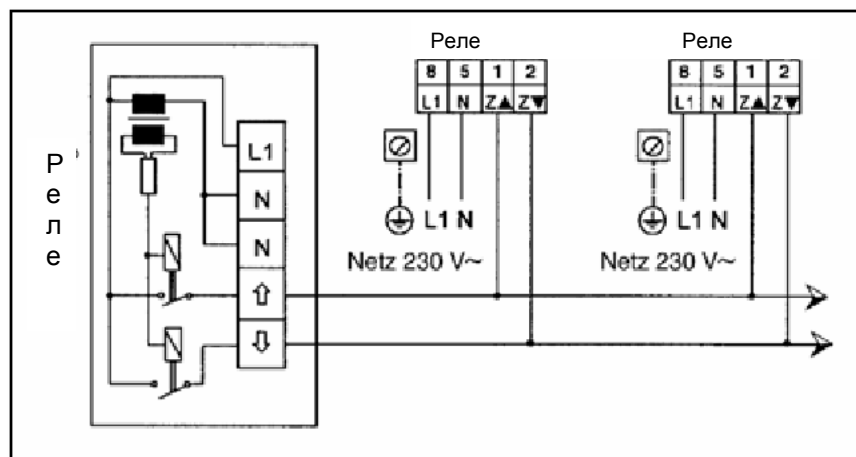 Реле Реле
8 5 1 2 8 5 1 2
L1 N Z▲ Z▼ L1 N Z▲ Z▼
Реле
L1
N
N
⇧
⇩
L1 N L1 N
Netz 230 V~ Netz 230 V~